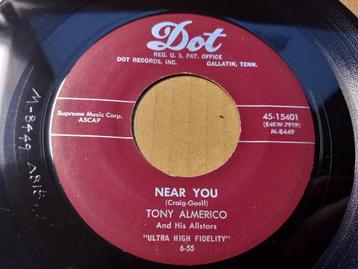 Dot
REG. U. S. PAT. OFFICE
DOT RECORDS, INC. GALLATIN, TENN.
Supreme Music Corp.
ASCAP
45-15401
(E4KW-7919)
M-8449
NEAR YOU
(Craig-Goell)
TONY ALMERICO
And His Allstars
"ULTRA HIGH FIDELITY"
6-55
M-8449